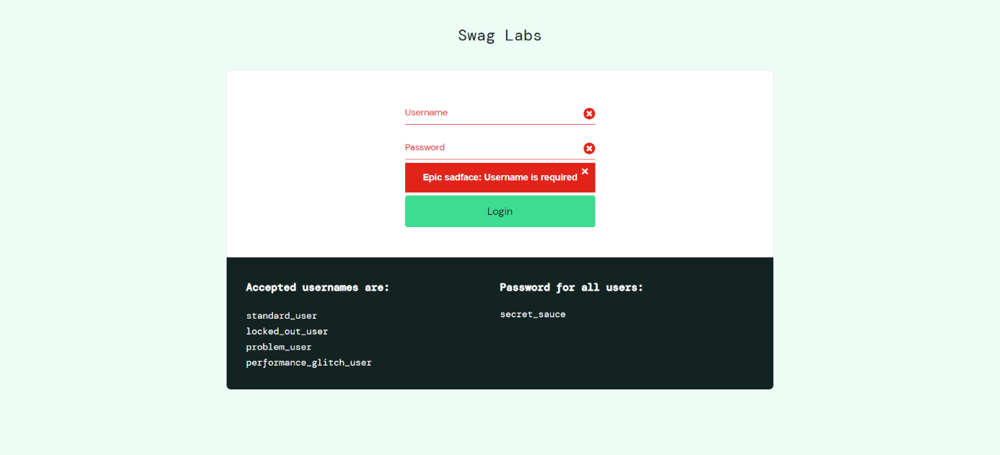 Swag Labs
Username
Password
Epic sadface: Username is required
Login
Accepted usernames are:
standard_user
locked_out_user
problem_user
performance_glitch_user
Password for all users:
secret_sauce